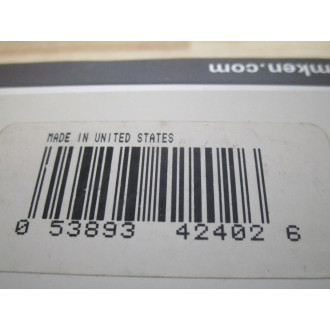 mken.com
MADE IN UNITED STATES
0 53893 42402 6